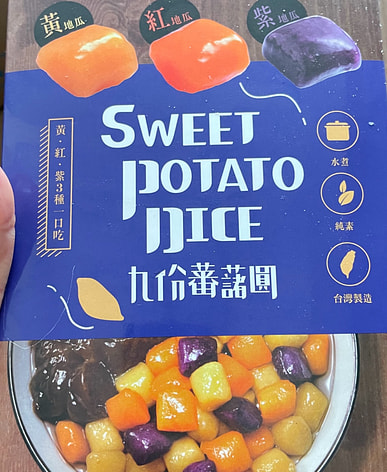 黃地瓜
紅地瓜
紫地瓜
SWEET
POTATO
DICE
九份蕃藷圓
黃·紅·紫3種一口吃
水煮
純素
台灣製造